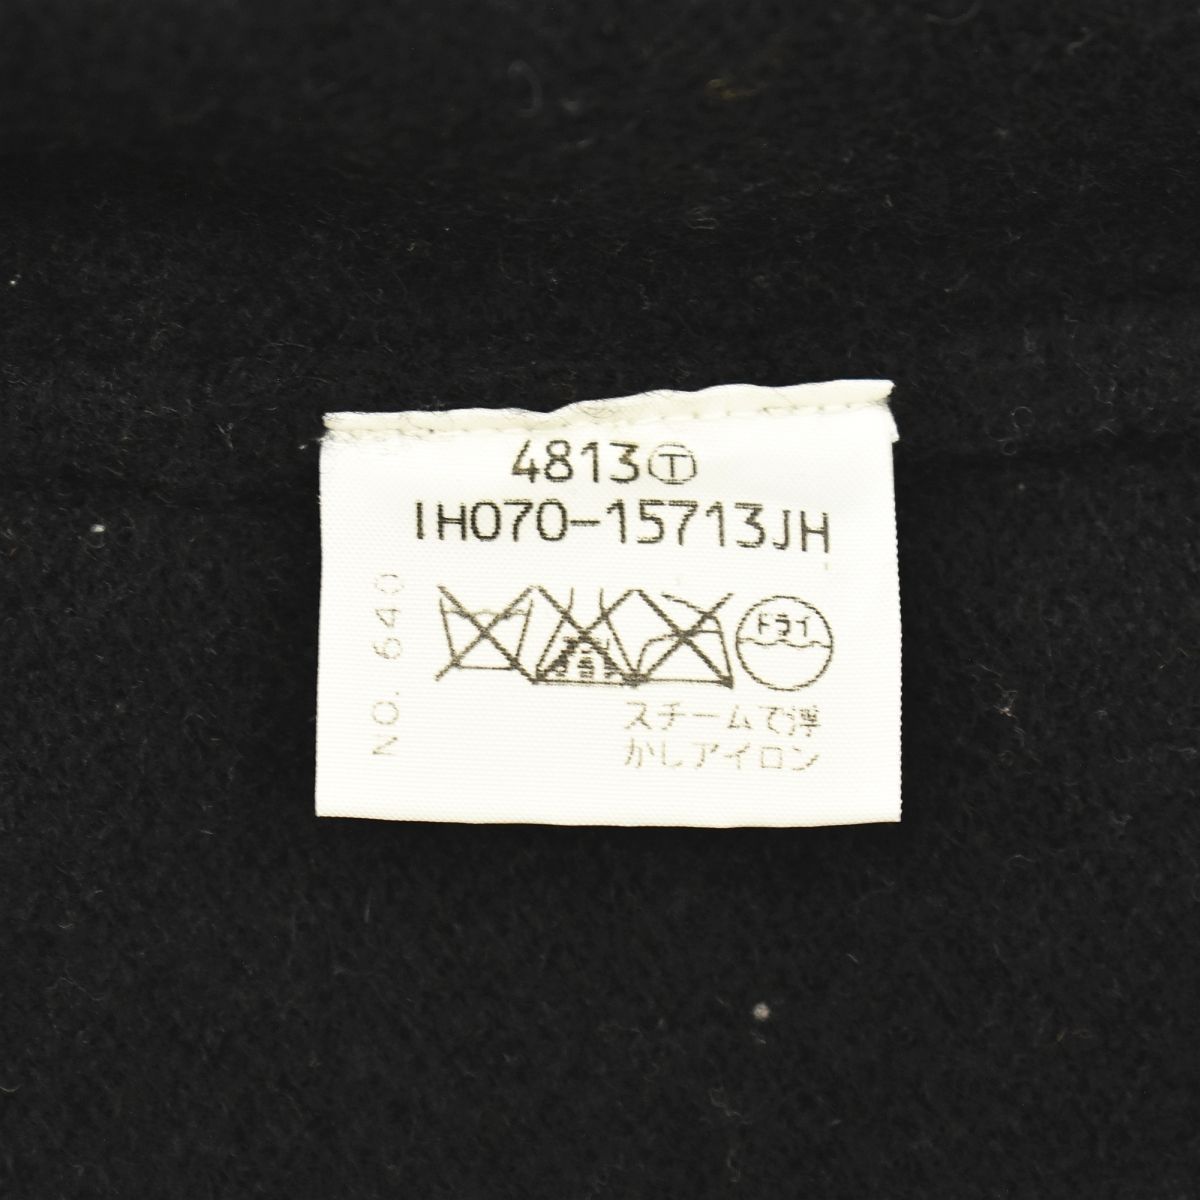 4813Ⓣ
IH070-15713JH
NO. 640
ドライ
スチームで浮
かしアイロン